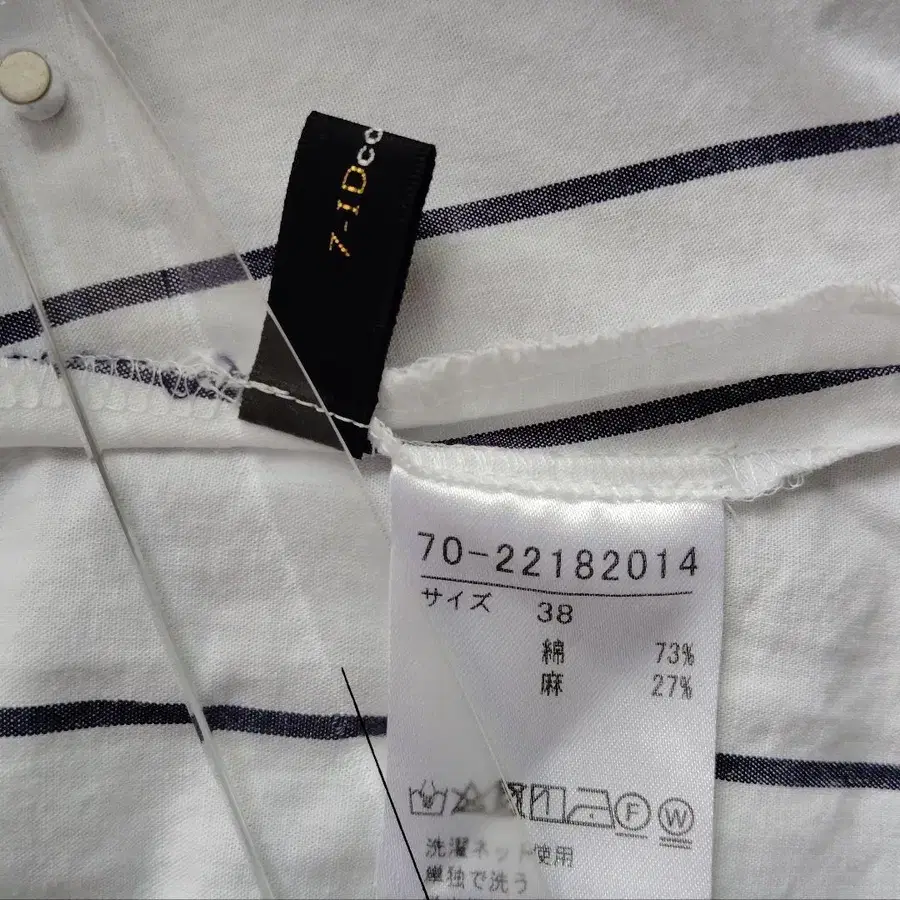 7-IDco
70-22182014
サイズ 38
綿 73%
麻 27%
F W
洗濯ネット使用
単独で洗う